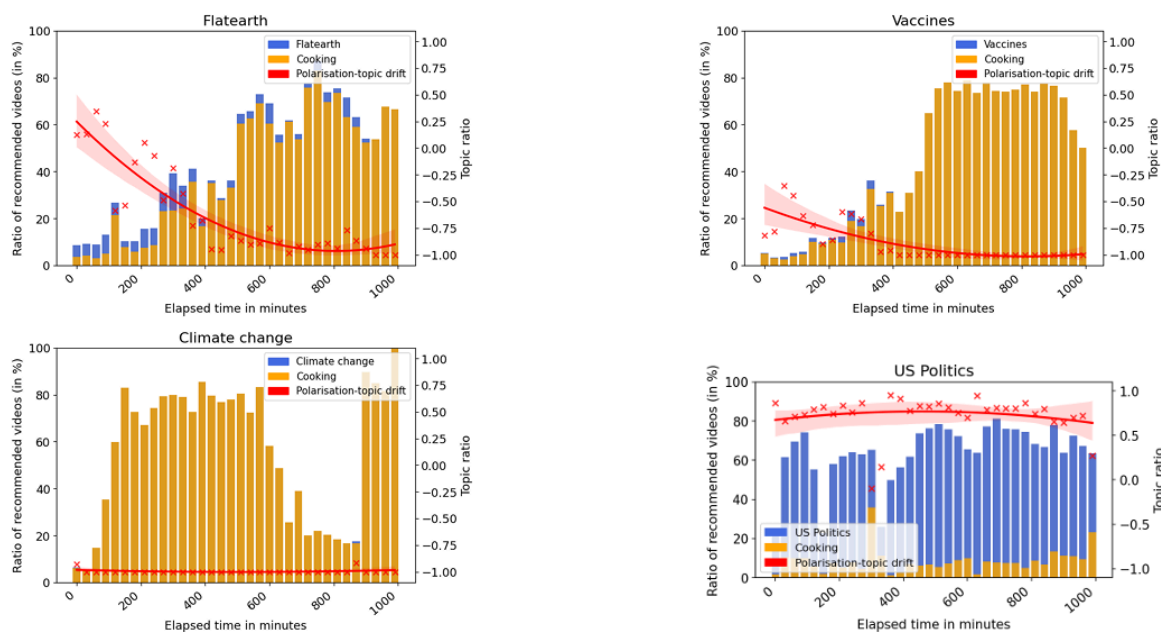 Flatearth
Ratio of recommended videos (in %)
100
80
60
40
20
0
Flatearth
Cooking
Polarisation-topic drift
1.00
0.75
0.50
0.25
0.00
−0.25
−0.50
−0.75
−1.00
Topic ratio
0
200
400
600
800
1000
Elapsed time in minutes
Vaccines
Ratio of recommended videos (in %)
100
80
60
40
20
0
Vaccines
Cooking
Polarisation-topic drift
1.00
0.75
0.50
0.25
0.00
−0.25
−0.50
−0.75
−1.00
Topic ratio
0
200
400
600
800
1000
Elapsed time in minutes
Climate change
Ratio of recommended videos (in %)
100
80
60
40
20
0
Climate change
Cooking
Polarisation-topic drift
1.00
0.75
0.50
0.25
0.00
−0.25
−0.50
−0.75
−1.00
Topic ratio
0
200
400
600
800
1000
Elapsed time in minutes
US Politics
Ratio of recommended videos (in %)
100
80
60
40
20
0
US Politics
Cooking
Polarisation-topic drift
1.0
0.5
0.0
−0.5
−1.0
Topic ratio
0
200
400
600
800
1000
Elapsed time in minutes